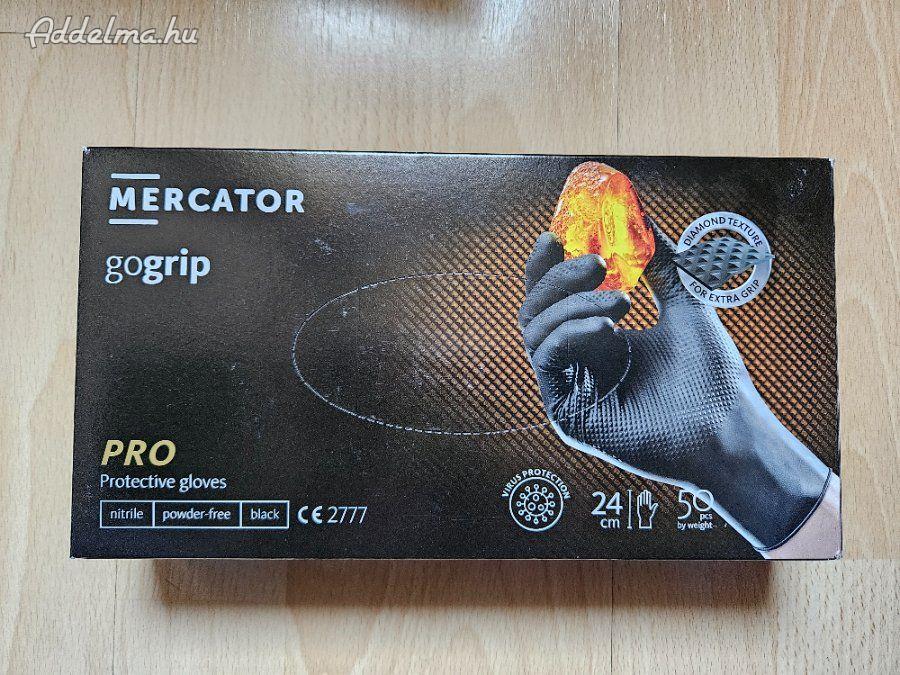 Addelma.hu
MERCATOR
gogrip
DIAMOND TEXTURE
FOR EXTRA GRIP
PRO
Protective gloves
nitrile powder-free black CE 2777
VIRUS PROTECTION
24 cm
50 pcs
by weight